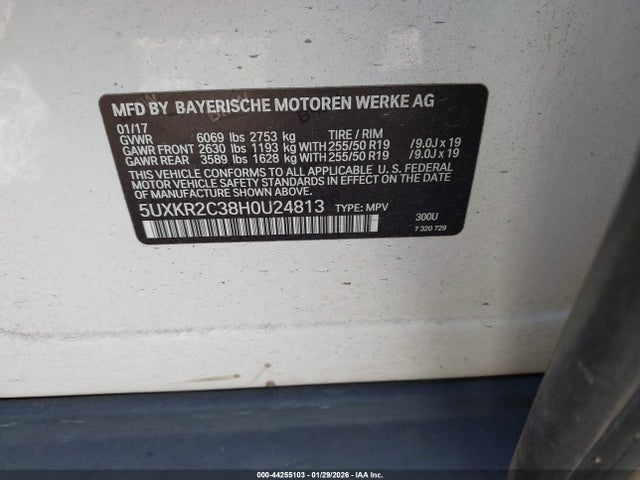 MFD BY BAYERISCHE MOTOREN WERKE AG
01/17
GVWR 6069 lbs 2753 kg TIRE / RIM
GAWR FRONT 2630 lbs 1193 kg WITH 255/50 R19 /9.0J x 19
GAWR REAR 3589 lbs 1628 kg WITH 255/50 R19 /9.0J x 19
THIS VEHICLE CONFORMS TO ALL APPLICABLE FEDERAL
MOTOR VEHICLE SAFETY STANDARDS IN EFFECT ON
THE DATE OF MANUFACTURE SHOWN ABOVE.
5UXKR2C38H0U24813 TYPE: MPV
300U
7 320 729
000-44255103 - 01/29/2026 - IAA Inc.